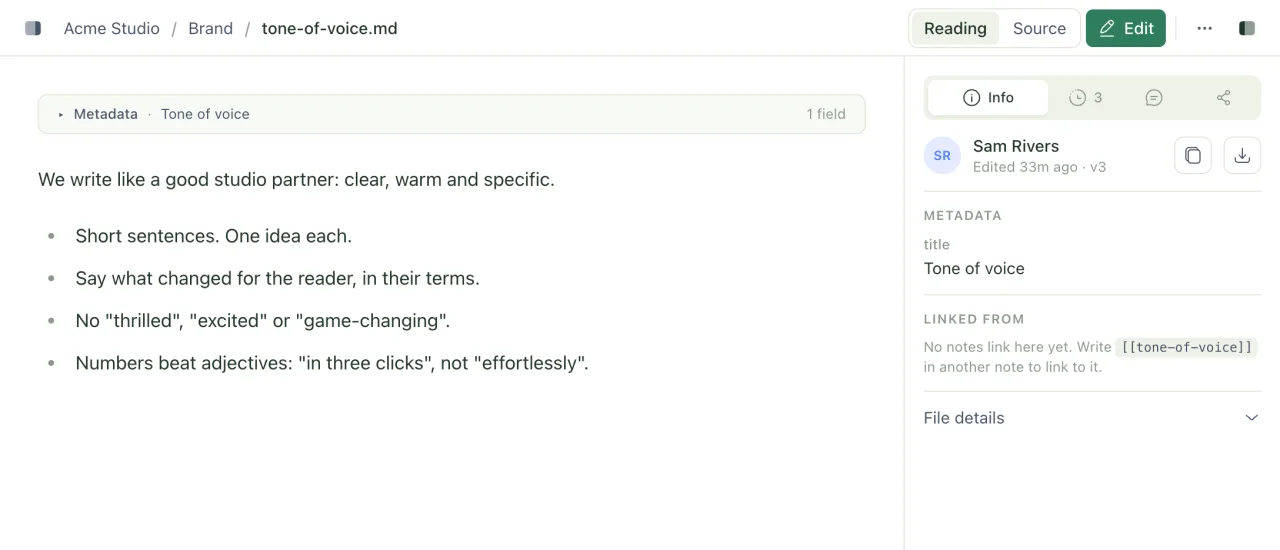 Acme Studio / Brand / tone-of-voice.md
Reading Source Edit
▸ Metadata · Tone of voice 1 field
We write like a good studio partner: clear, warm and specific.
• Short sentences. One idea each.
• Say what changed for the reader, in their terms.
• No "thrilled", "excited" or "game-changing".
• Numbers beat adjectives: "in three clicks", not "effortlessly".
Info 3
SR
Sam Rivers
Edited 33m ago · v3
METADATA
title
Tone of voice
LINKED FROM
No notes link here yet. Write [[tone-of-voice]]
in another note to link to it.
File details